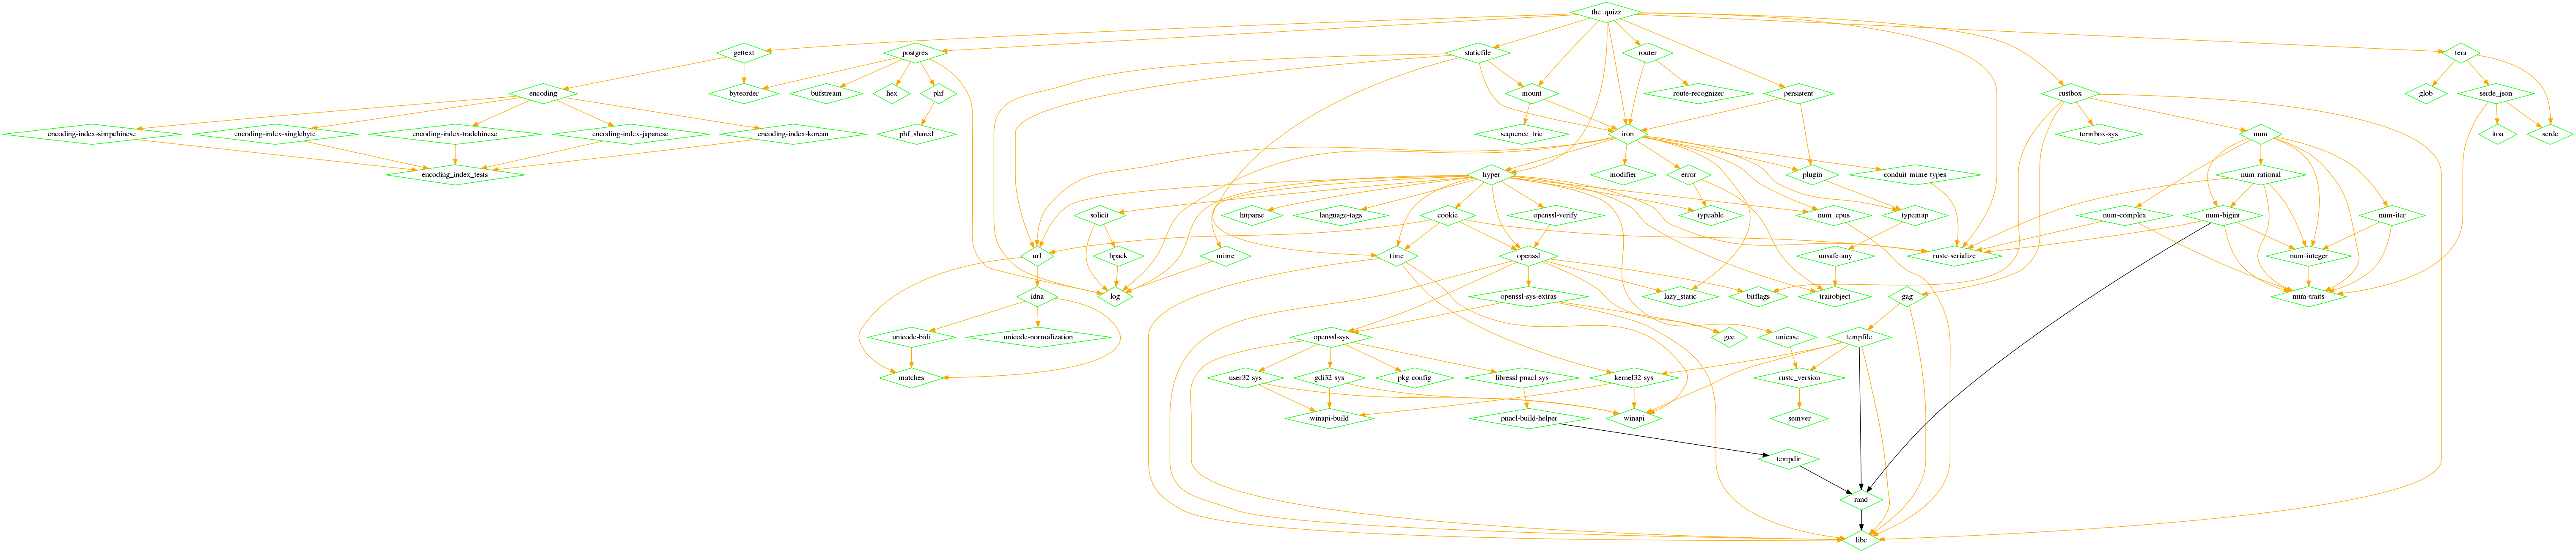 the_quizz
gettext
postgres
staticfile
router
tera
encoding
byteorder
bufstream
hex
phf
mount
route-recognizer
persistent
rustbox
glob
serde_json
encoding-index-simpchinese
encoding-index-singlebyte
encoding-index-tradchinese
encoding-index-japanese
encoding-index-korean
phf_shared
sequence_trie
iron
termbox-sys
num
itoa
serde
encoding_index_tests
hyper
modifier
error
plugin
conduit-mime-types
num-rational
solicit
httparse
language-tags
cookie
openssl-verify
typeable
num_cpus
typemap
num-complex
num-bigint
num-iter
url
hpack
mime
time
openssl
unsafe-any
rustc-serialize
num-integer
idna
log
openssl-sys-extras
lazy_static
bitflags
traitobject
gag
num-traits
unicode-bidi
unicode-normalization
openssl-sys
gcc
unicase
tempfile
matches
user32-sys
gdi32-sys
pkg-config
libressl-pnacl-sys
kernel32-sys
rustc_version
winapi-build
pnacl-build-helper
winapi
semver
tempdir
rand
libc